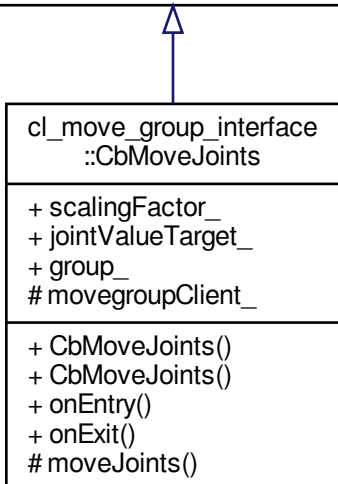 cl_move_group_interface
::CbMoveJoints
+ scalingFactor_
+ jointValueTarget_
+ group_
# movegroupClient_
+ CbMoveJoints()
+ CbMoveJoints()
+ onEntry()
+ onExit()
# moveJoints()